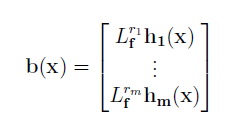 b(x) = [ L_f^{r_1} h_1(x)
⋮
L_f^{r_m} h_m(x) ]